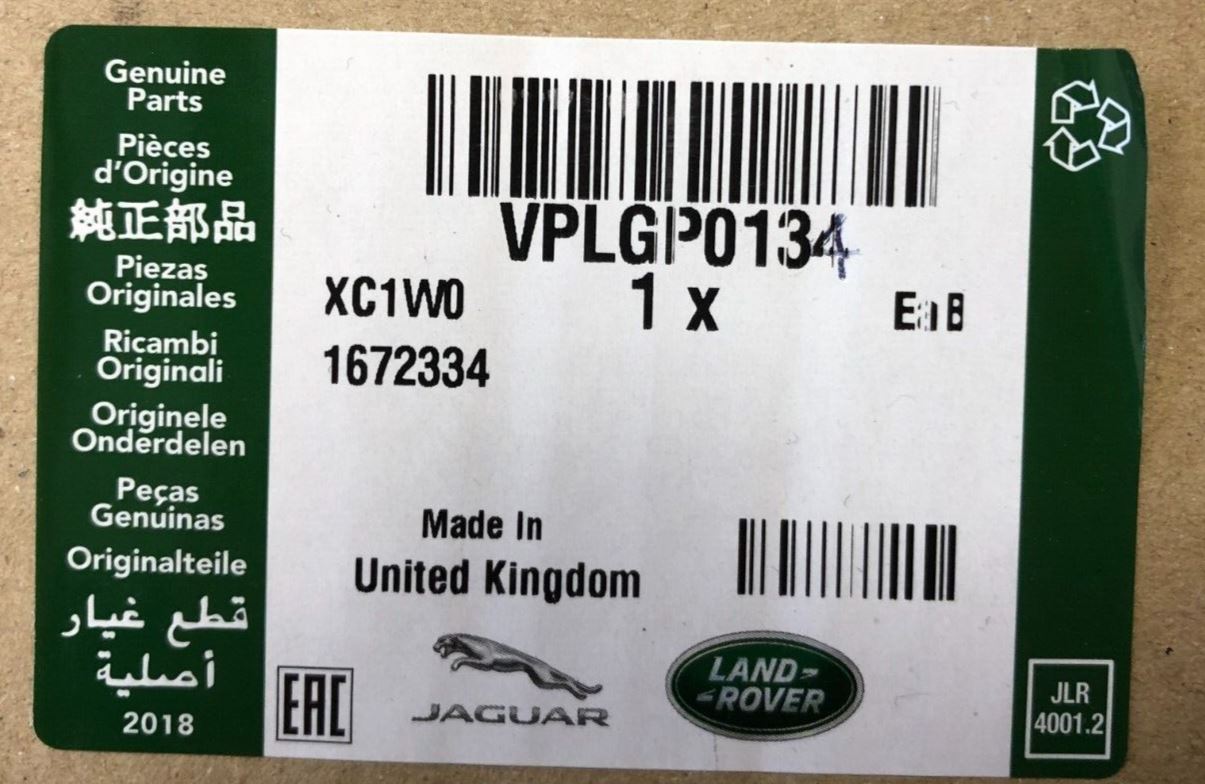 Genuine
Parts
Pièces
d'Origine
純正部品
Piezas
Originales
Ricambi
Originali
Originele
Onderdelen
Peças
Genuinas
Originalteile
قطع غيار
أصلية
2018
VPLGP0134
XC1W0
1 x
Ea B
1672334
Made In
United Kingdom
EAC
JAGUAR
LAND-
-ROVER
JLR
4001.2